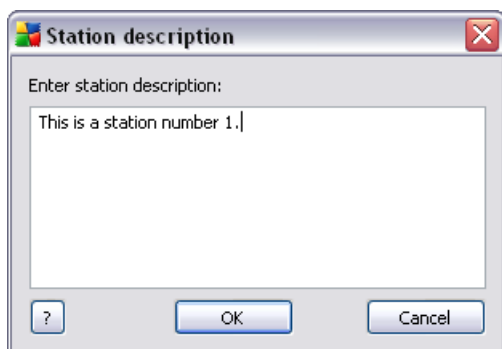 Station description
Enter station description:
This is a station number 1.
?
OK
Cancel